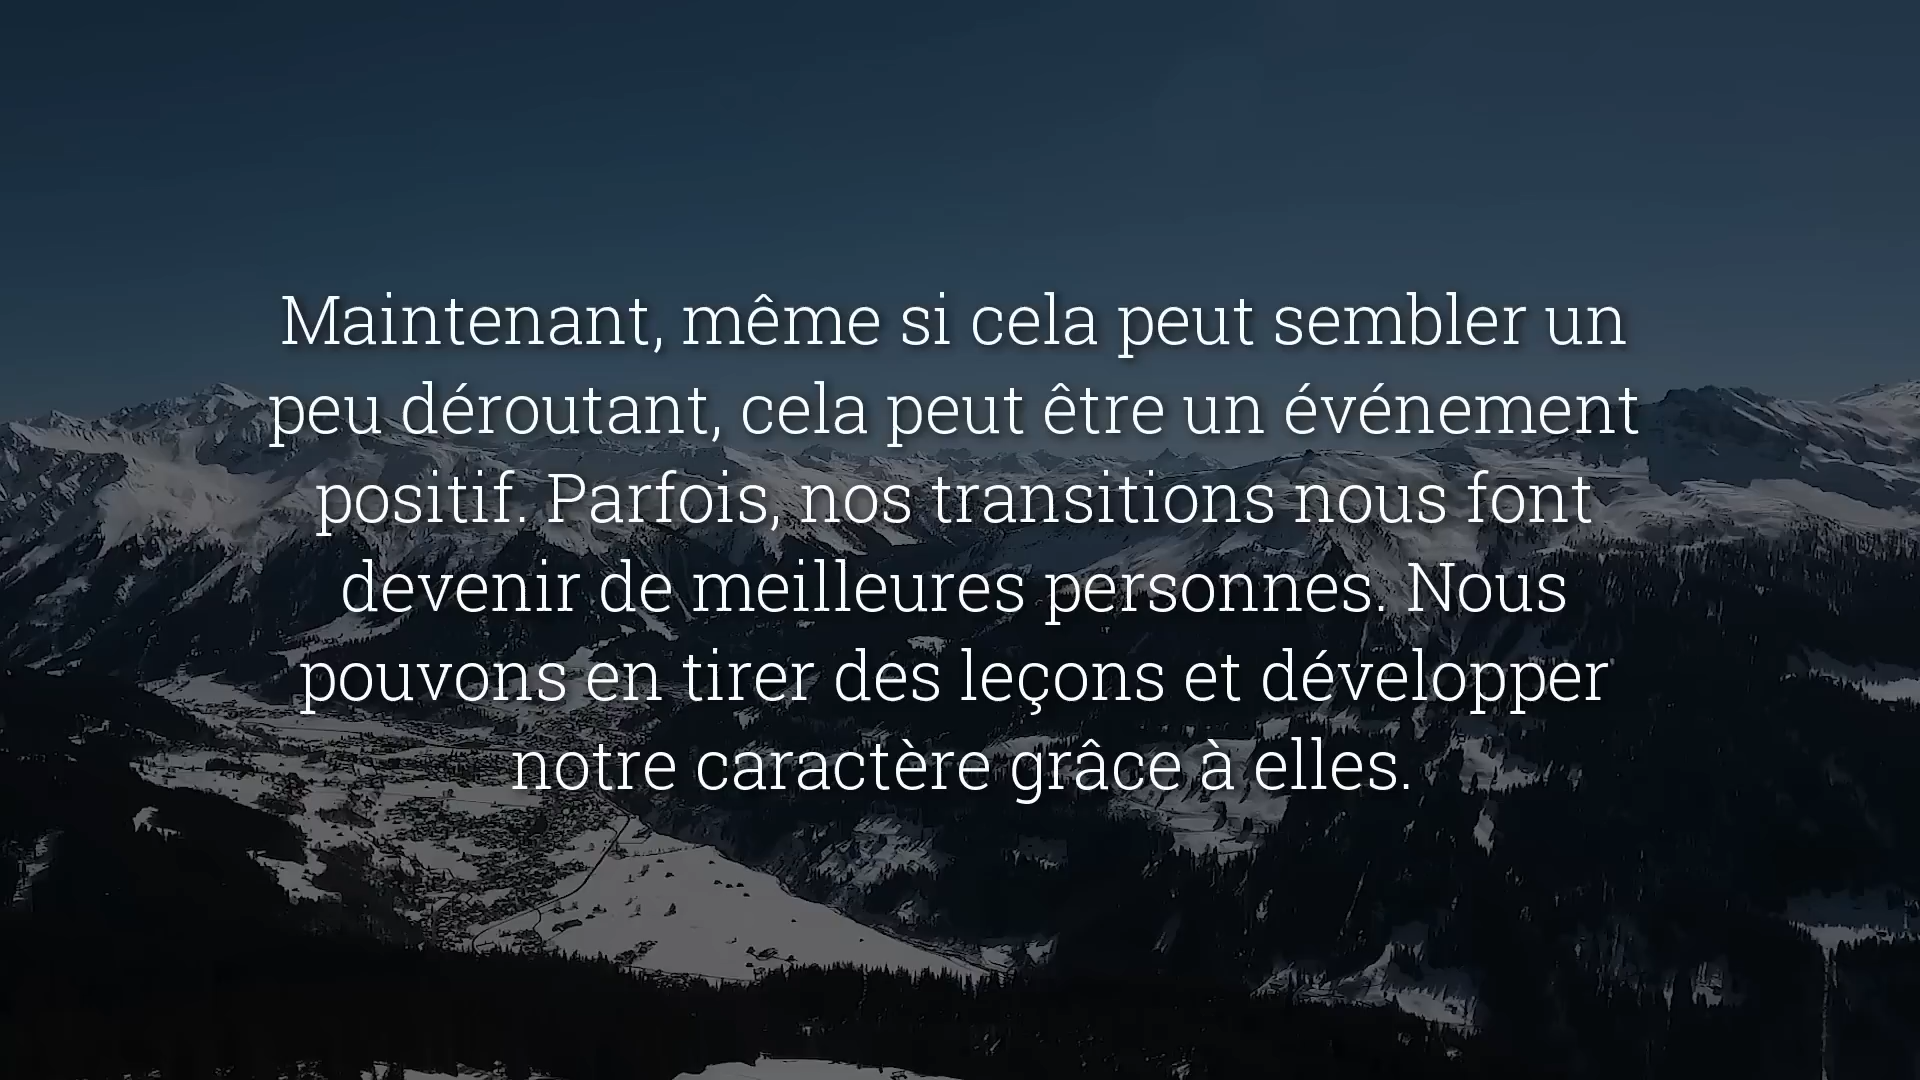 Maintenant, même si cela peut sembler un
peu déroutant, cela peut être un événement
positif. Parfois, nos transitions nous font
devenir de meilleures personnes. Nous
pouvons en tirer des leçons et développer
notre caractère grâce à elles.